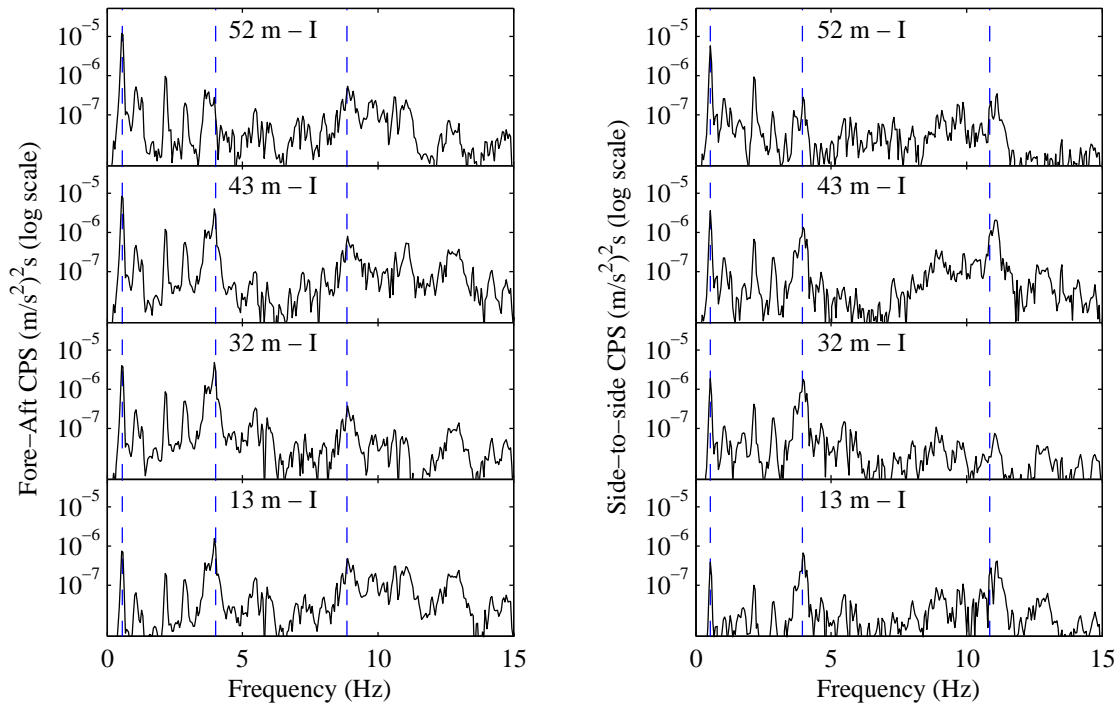 Fore−Aft CPS (m/s²)²s (log scale)
10⁻⁵
10⁻⁶
10⁻⁷
52 m − I
10⁻⁵
10⁻⁶
10⁻⁷
43 m − I
10⁻⁵
10⁻⁶
10⁻⁷
32 m − I
10⁻⁵
10⁻⁶
10⁻⁷
13 m − I
0 5 10 15
Frequency (Hz)
Side−to−side CPS (m/s²)²s (log scale)
10⁻⁵
10⁻⁶
10⁻⁷
52 m − I
10⁻⁵
10⁻⁶
10⁻⁷
43 m − I
10⁻⁵
10⁻⁶
10⁻⁷
32 m − I
10⁻⁵
10⁻⁶
10⁻⁷
13 m − I
0 5 10 15
Frequency (Hz)